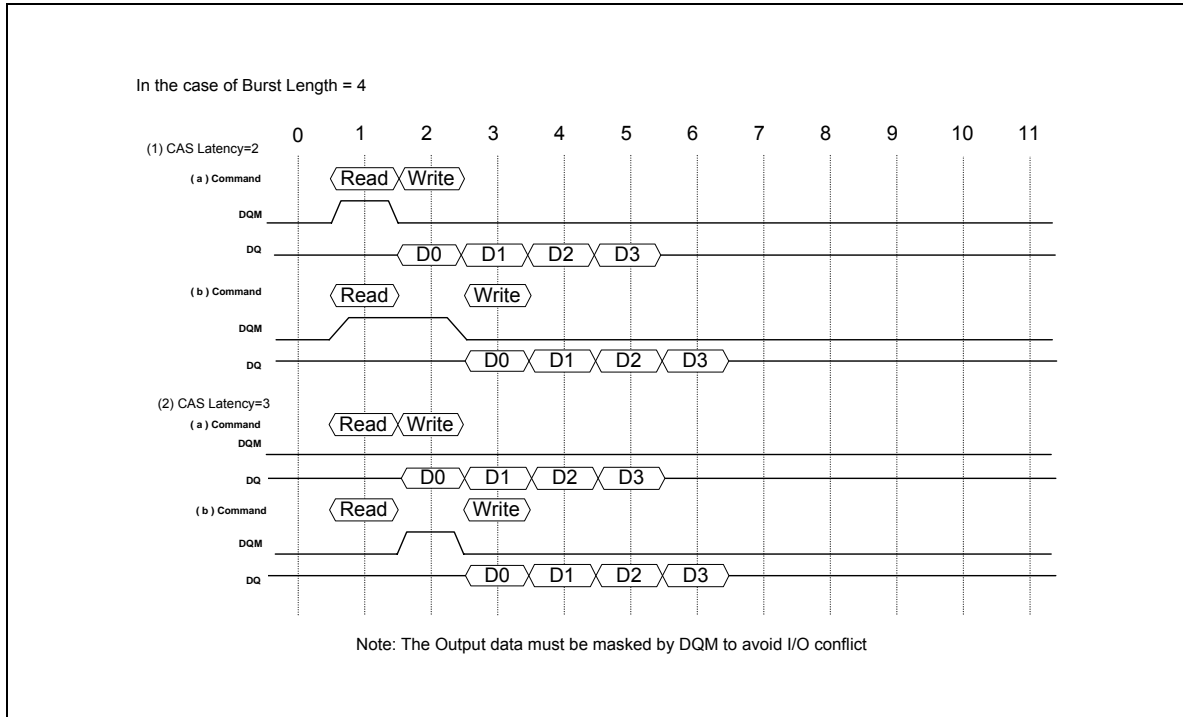 In the case of Burst Length = 4
0 1 2 3 4 5 6 7 8 9 10 11
(1) CAS Latency=2
( a ) Command Read Write
DQM
DQ D0 D1 D2 D3
( b ) Command Read Write
DQM
DQ D0 D1 D2 D3
(2) CAS Latency=3
( a ) Command Read Write
DQM
DQ D0 D1 D2 D3
( b ) Command Read Write
DQM
DQ D0 D1 D2 D3
Note: The Output data must be masked by DQM to avoid I/O conflict